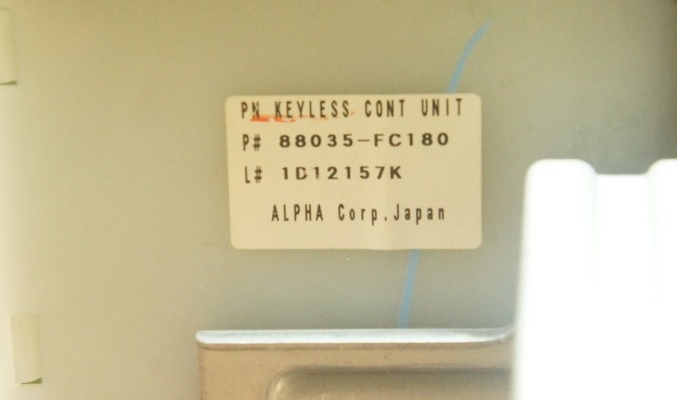 PN KEYLESS CONT UNIT
P# 88035-FC180
L# 1D12157K
ALPHA Corp.Japan